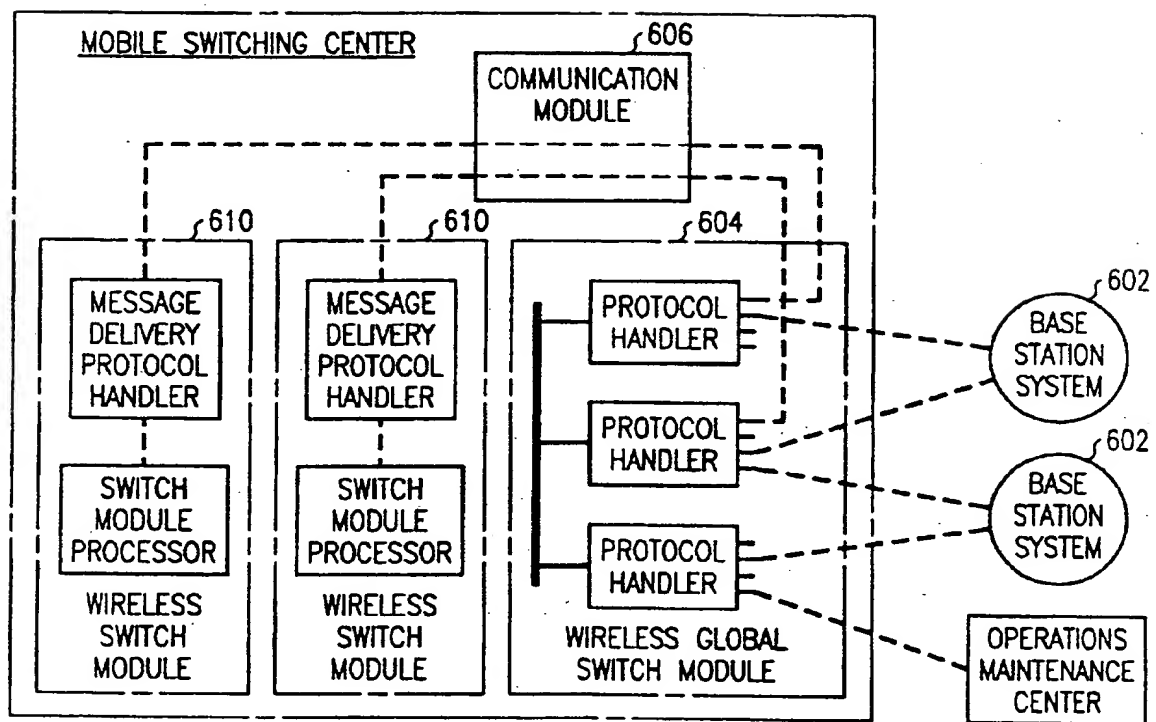 MOBILE SWITCHING CENTER
606
COMMUNICATION
MODULE
610
610
604
MESSAGE
DELIVERY
PROTOCOL
HANDLER
MESSAGE
DELIVERY
PROTOCOL
HANDLER
PROTOCOL
HANDLER
602
BASE
STATION
SYSTEM
SWITCH
MODULE
PROCESSOR
SWITCH
MODULE
PROCESSOR
PROTOCOL
HANDLER
602
BASE
STATION
SYSTEM
WIRELESS
SWITCH
MODULE
WIRELESS
SWITCH
MODULE
PROTOCOL
HANDLER
WIRELESS GLOBAL
SWITCH MODULE
OPERATIONS
MAINTENANCE
CENTER